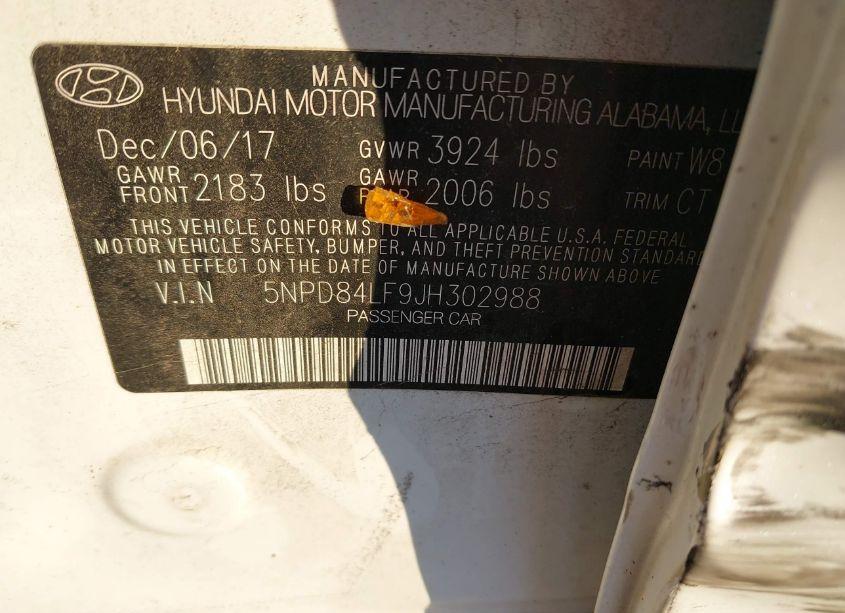 MANUFACTURED BY
HYUNDAI MOTOR MANUFACTURING ALABAMA,
Dec/06/17 GVWR 3924 lbs PAINT W8
GAWR FRONT 2183 lbs GAWR 2006 lbs TRIM CT
THIS VEHICLE CONFORMS TO ALL APPLICABLE U.S.A. FEDERAL
MOTOR VEHICLE SAFETY, BUMPER, AND THEFT PREVENTION STANDARD
IN EFFECT ON THE DATE OF MANUFACTURE SHOWN ABOVE
V.I.N 5NPD84LF9JH302988
PASSENGER CAR